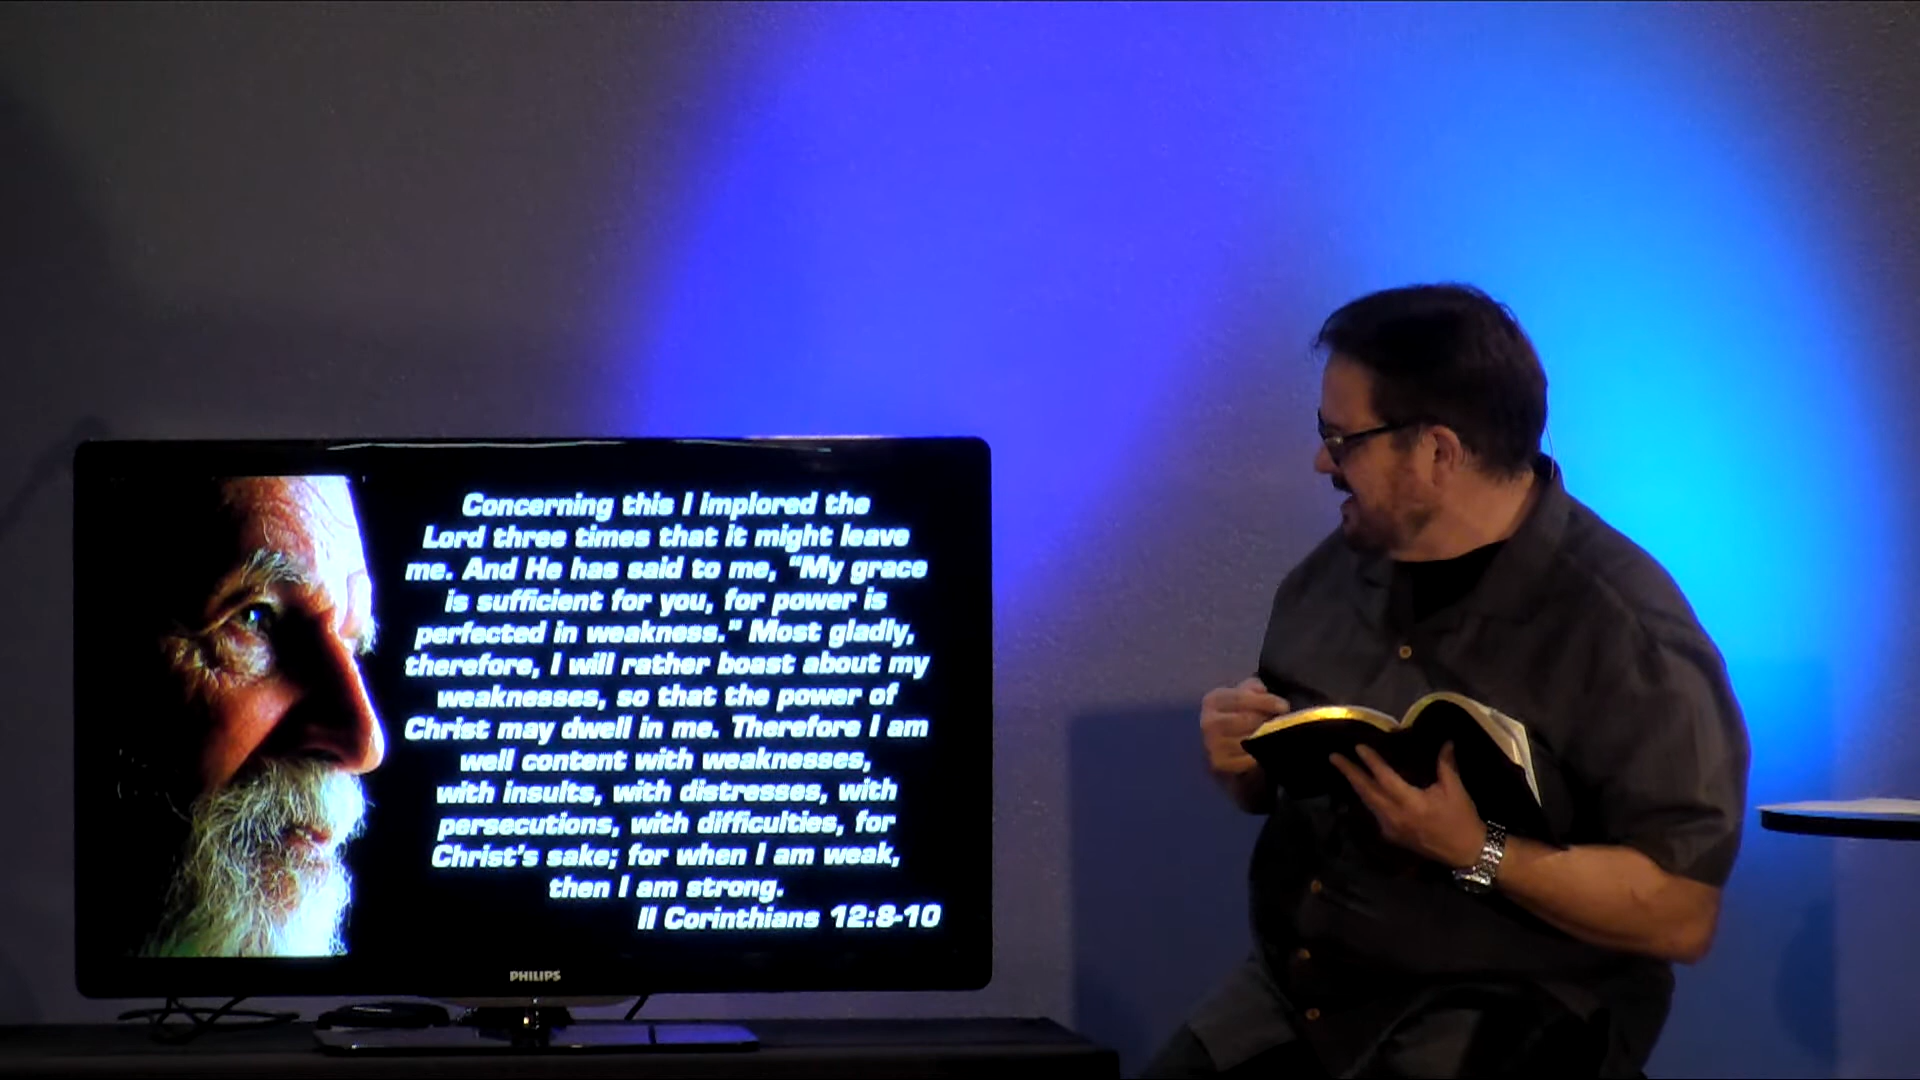 Concerning this I implored the
Lord three times that it might leave
me. And He has said to me, "My grace
is sufficient for you, for power is
perfected in weakness." Most gladly,
therefore, I will rather boast about my
weaknesses, so that the power of
Christ may dwell in me. Therefore I am
well content with weaknesses,
with insults, with distresses, with
persecutions, with difficulties, for
Christ's sake; for when I am weak,
then I am strong.
II Corinthians 12:8-10
PHILIPS